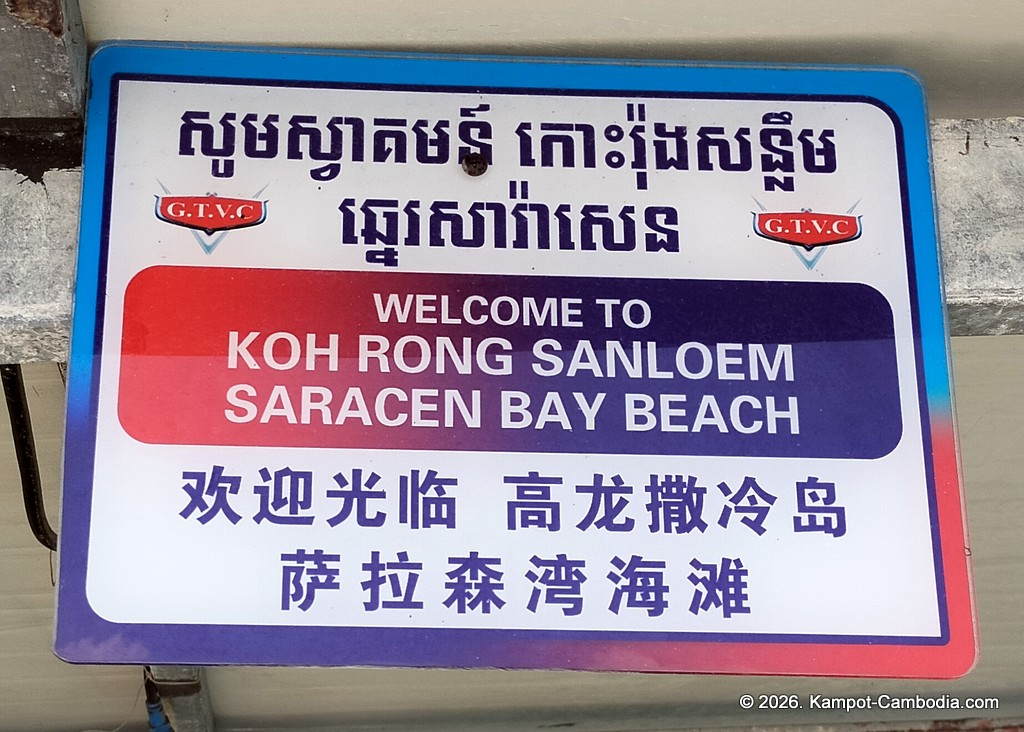 សូមស្វាគមន៍ កោះរ៉ុងសន្លឹម
ឆ្នេរសារ៉ាសេន
G.T.V.C
G.T.V.C
WELCOME TO
KOH RONG SANLOEM
SARACEN BAY BEACH
欢迎光临 高龙撒冷岛
萨拉森湾海滩
© 2026. Kampot-Cambodia.com